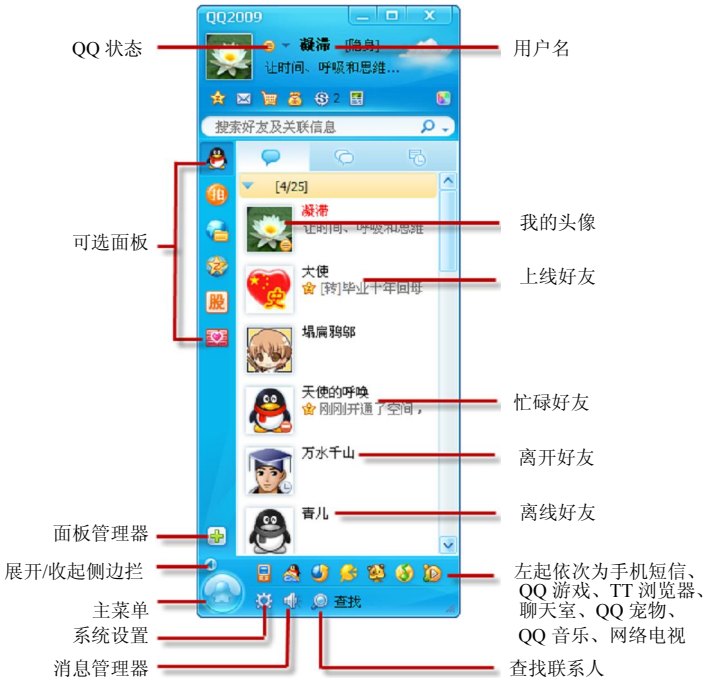 QQ2009
QQ 状态
凝滞 [隐身]
用户名
让时间、呼吸和思维...
2
搜索好友及关联信息
[4/25]
可选面板
凝滞
让时间、呼吸和思维
我的头像
大使
[转]毕业十年回母
上线好友
史
股
塌扁鸦邬
天使的呼唤
刚刚开通了空间，
忙碌好友
万水千山
离开好友
青儿
离线好友
面板管理器
展开/收起侧边拦
主菜单
系统设置
消息管理器
查找
左起依次为手机短信、
QQ 游戏、TT 浏览器、
聊天室、QQ 宠物、
QQ 音乐、网络电视
查找联系人